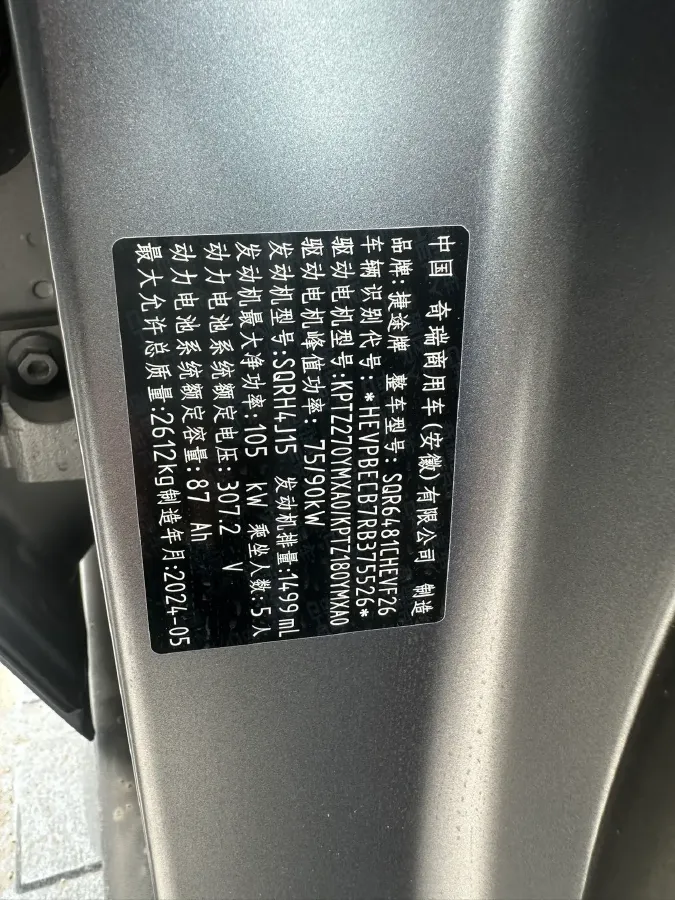 中国 奇瑞商用车(安徽)有限公司 制造
品牌:捷途牌 整车型号:SQR6481CHEVF26
车辆识别代号:*HEVPBECB7RB375526*
驱动电机型号:KPTZ270YMXA0/KPTZ180YMXA0
驱动电机峰值功率: 75/90kW
发动机型号:SQRH4J15 发动机排量:1499 mL
发动机最大净功率:105 kW 乘坐人数:5人
动力电池系统额定电压:307.2 V
动力电池系统额定容量:87 Ah
最大允许总质量:2612kg制造年月:2024-05